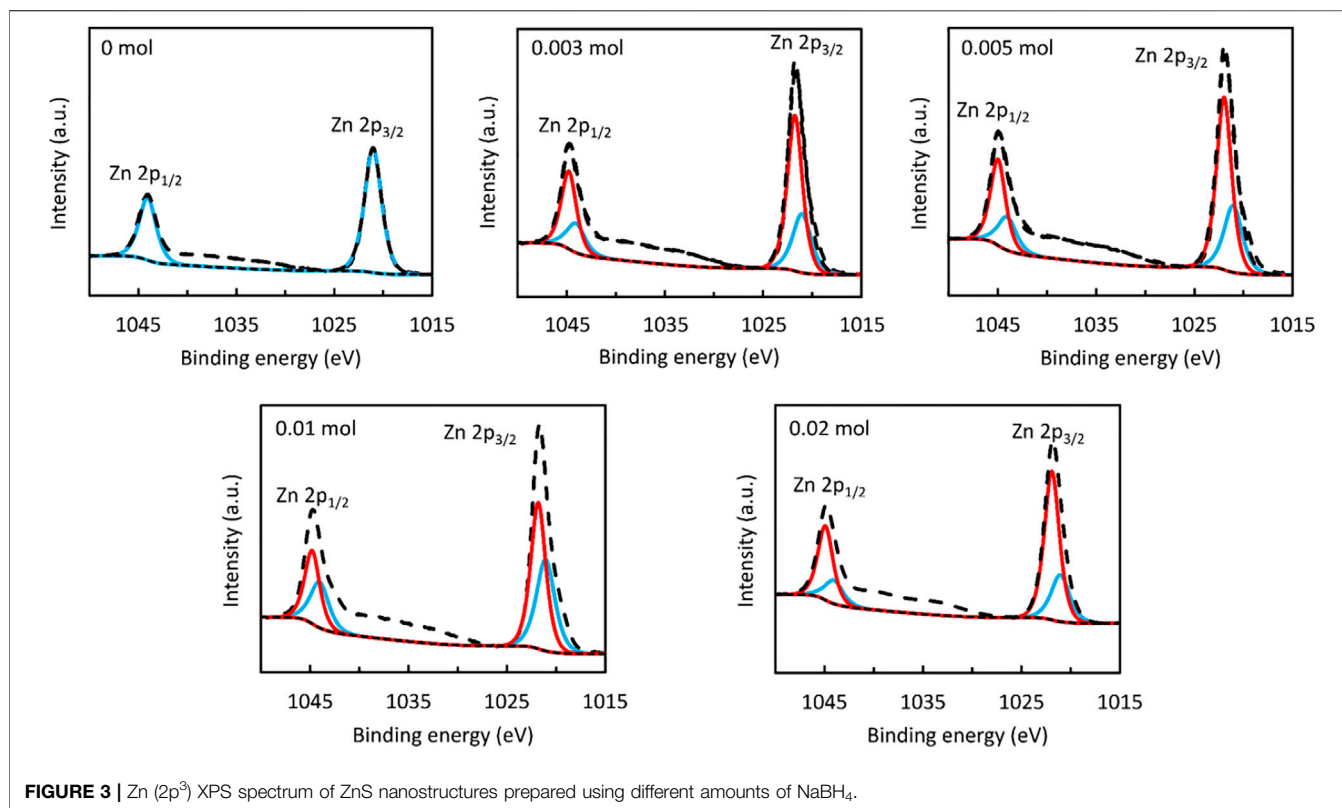 0 mol
Zn 2p1/2
Zn 2p3/2
Intensity (a.u.)
1045 1035 1025 1015
Binding energy (eV)
0.003 mol
Zn 2p1/2
Zn 2p3/2
Intensity (a.u.)
1045 1035 1025 1015
Binding energy (eV)
0.005 mol
Zn 2p1/2
Zn 2p3/2
Intensity (a.u.)
1045 1035 1025 1015
Binding energy (eV)
0.01 mol
Zn 2p1/2
Zn 2p3/2
Intensity (a.u.)
1045 1035 1025 1015
Binding energy (eV)
0.02 mol
Zn 2p1/2
Zn 2p3/2
Intensity (a.u.)
1045 1035 1025 1015
Binding energy (eV)
FIGURE 3 | Zn (2p³) XPS spectrum of ZnS nanostructures prepared using different amounts of NaBH₄.